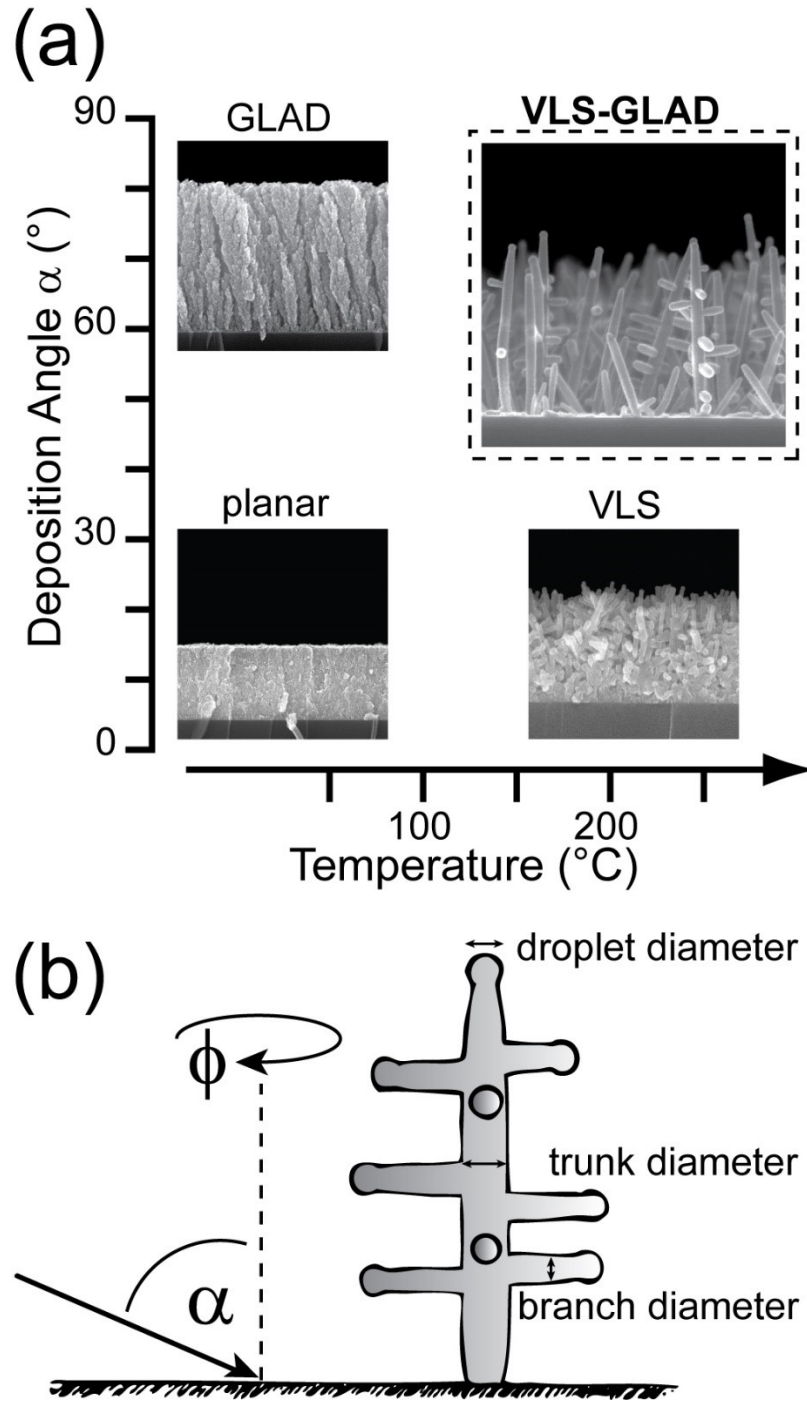 (a)
90
GLAD
VLS-GLAD
60
30
planar
VLS
0
Deposition Angle α (°)
100
200
Temperature (°C)
(b)
droplet diameter
ϕ
trunk diameter
α
branch diameter